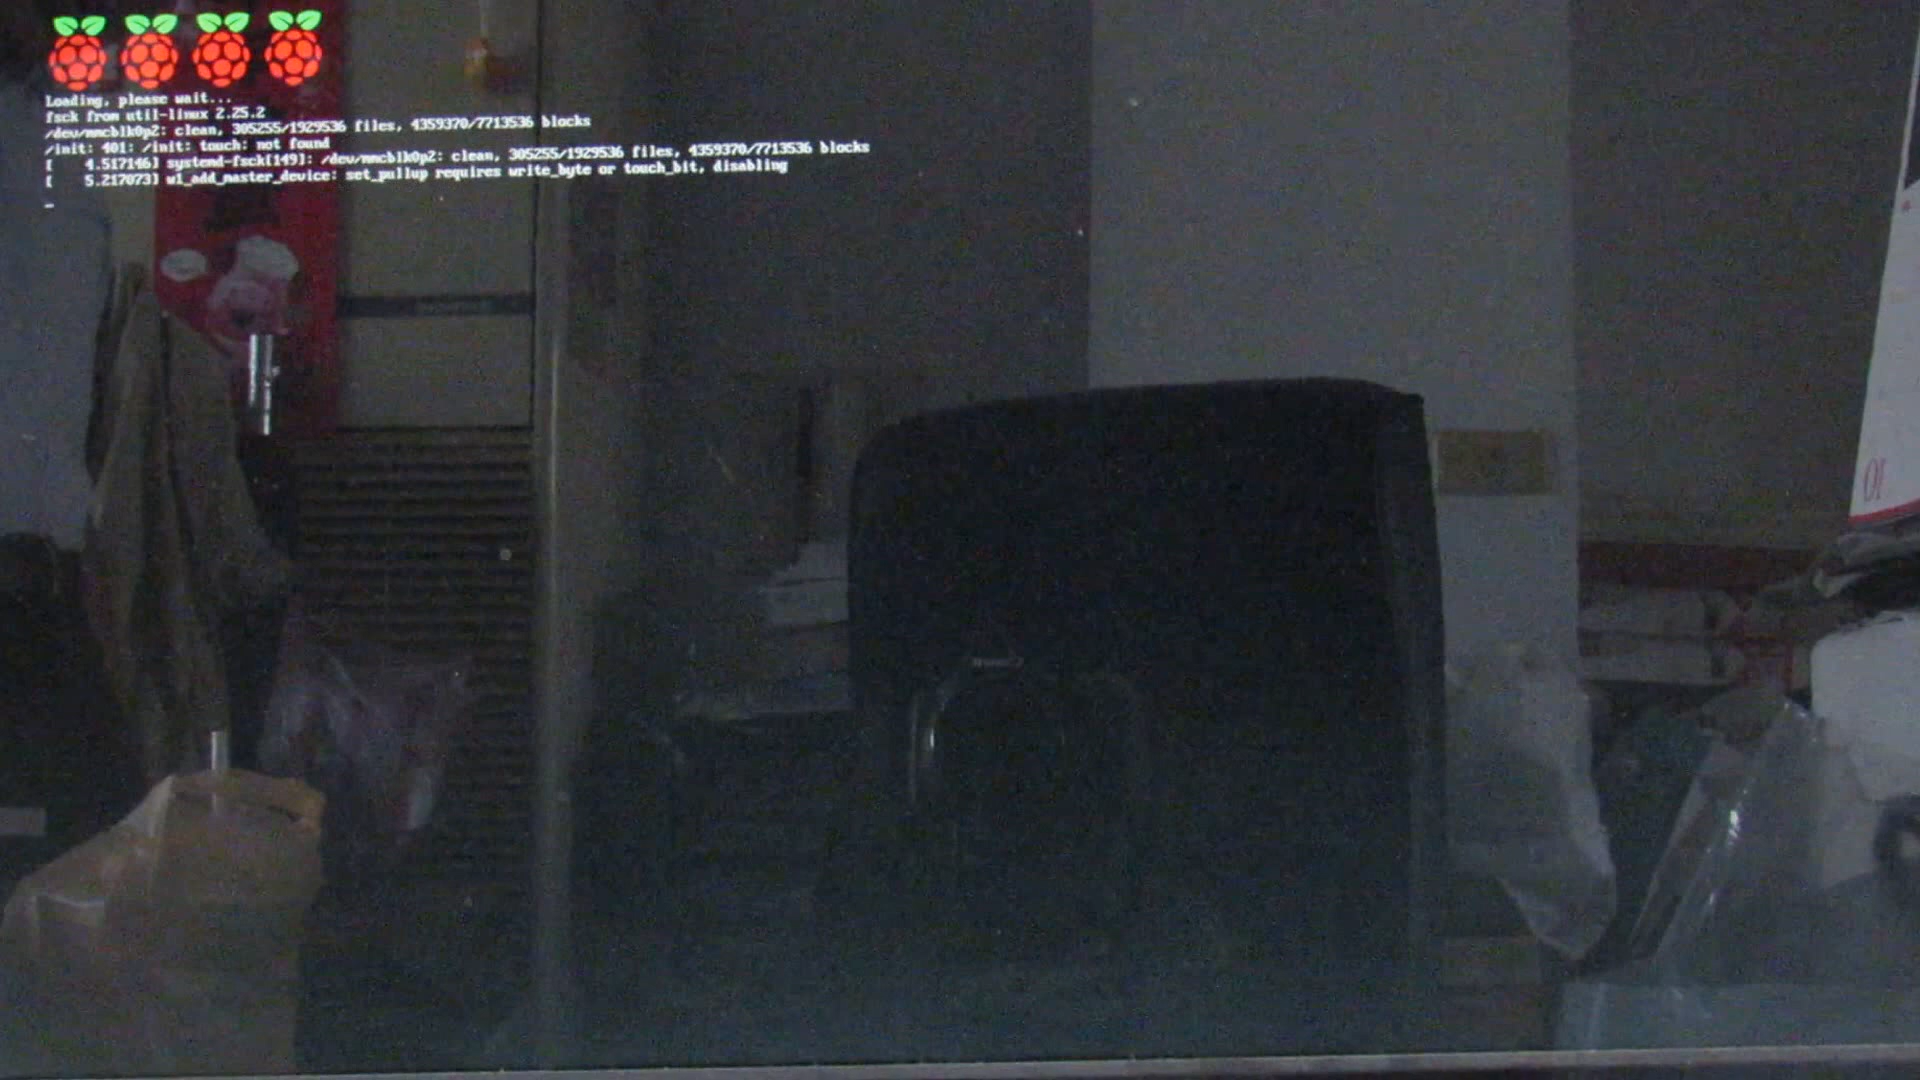 Loading, please wait...
fsck from util-linux 2.25.2
/dev/mmcblk0p2: clean, 305255/1929536 files, 4359370/7713536 blocks
/init: 401: /init: touch: not found
[    4.517146] systemd-fsck[149]: /dev/mmcblk0p2: clean, 305255/1929536 files, 4359370/7713536 blocks
[    5.217073] w1_add_master_device: set_pullup requires write_byte or touch_bit, disabling